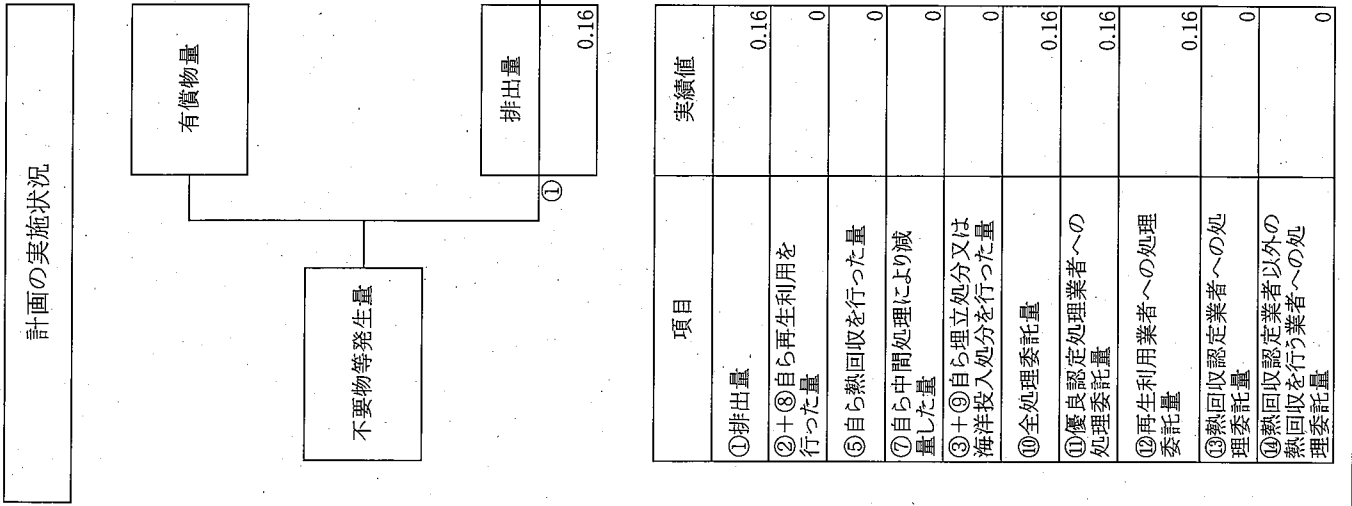 計画の実施状況
有償物量
不要物等発生量
排出量
①
0.16
項目
実績値
①排出量
0.16
②+⑧自ら再生利用を
行った量
0
⑤自ら熱回収を行った量
0
⑦自ら中間処理により減
量した量
0
③+⑨自ら埋立処分又は
海洋投入処分を行った量
0
⑩全処理委託量
0.16
⑪優良認定処理業者への
処理委託量
0.16
⑫再生利用業者への処理
委託量
0.16
⑬熱回収認定業者への処
理委託量
0
⑭熱回収認定業者以外の
熱回収を行う業者への処
理委託量
0